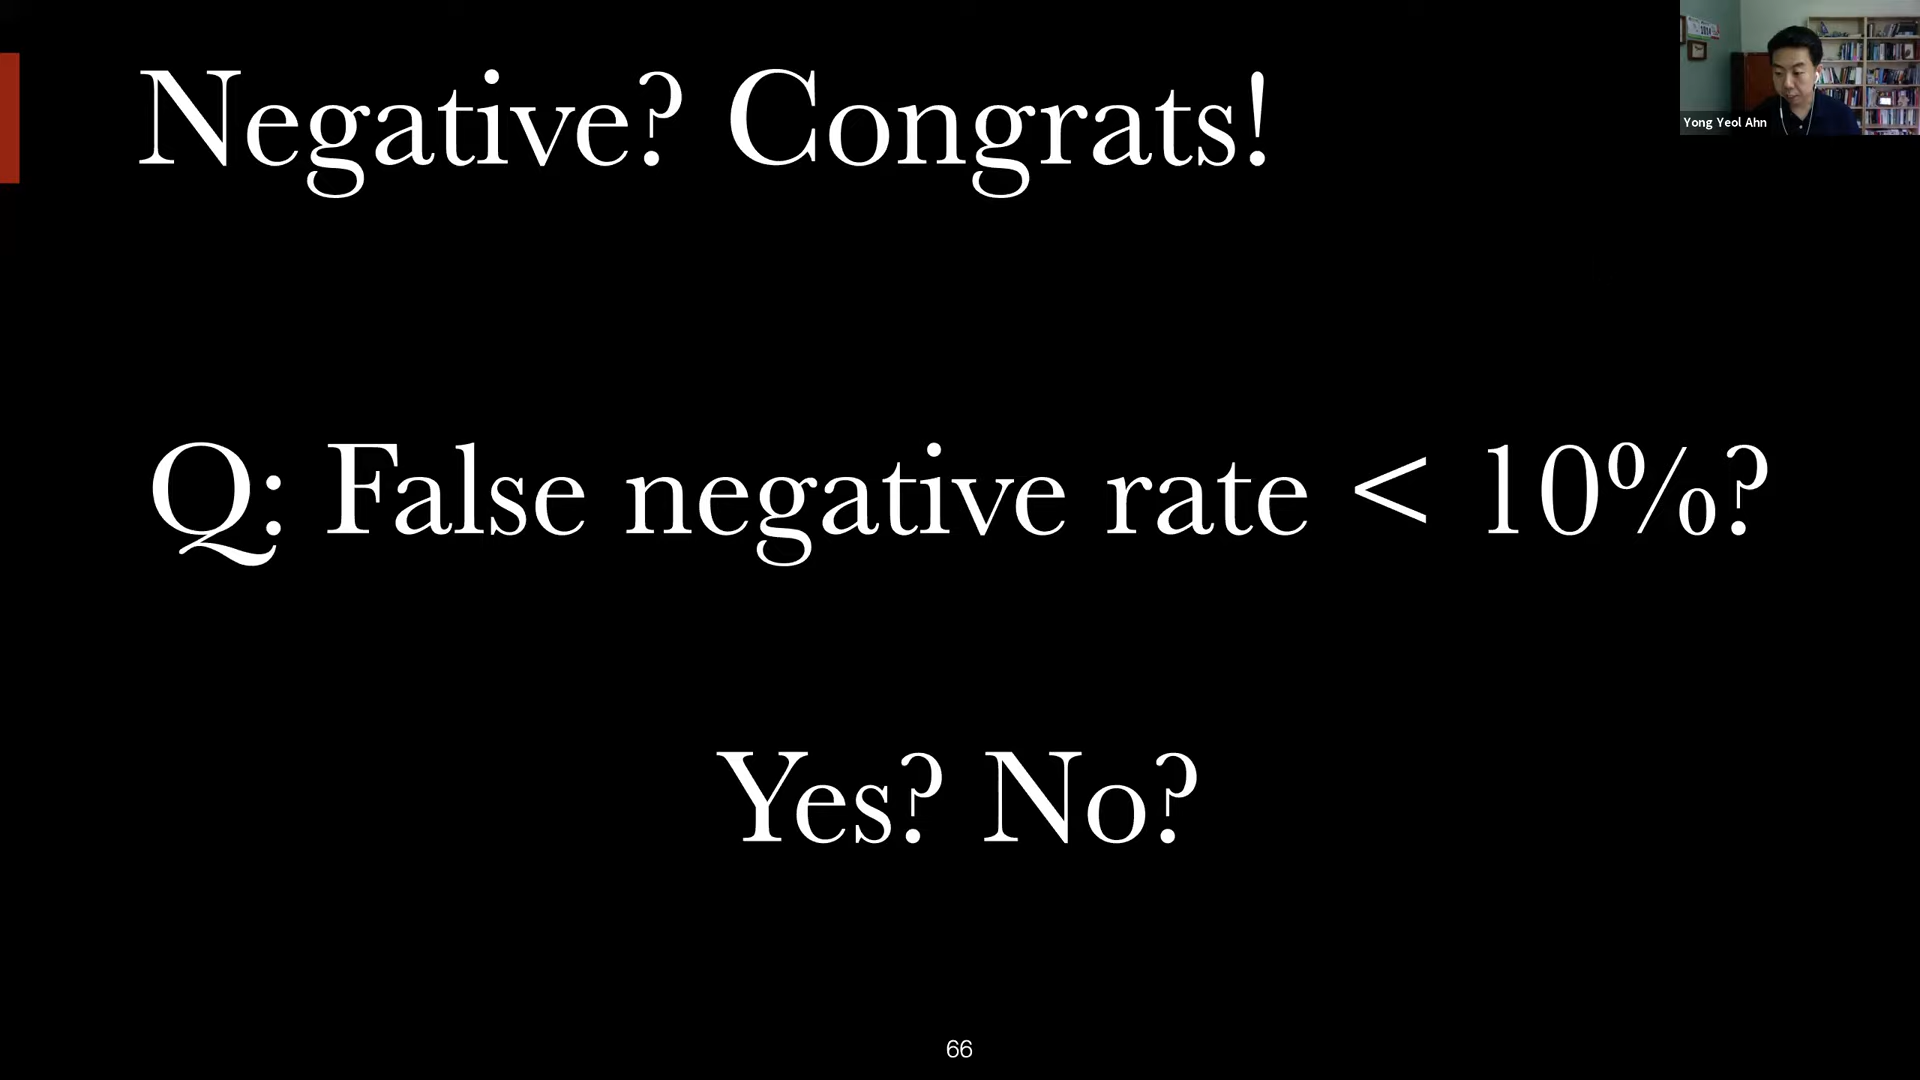 Negative? Congrats!
Yong Yeol Ahn
Q: False negative rate < 10%?
Yes? No?
66